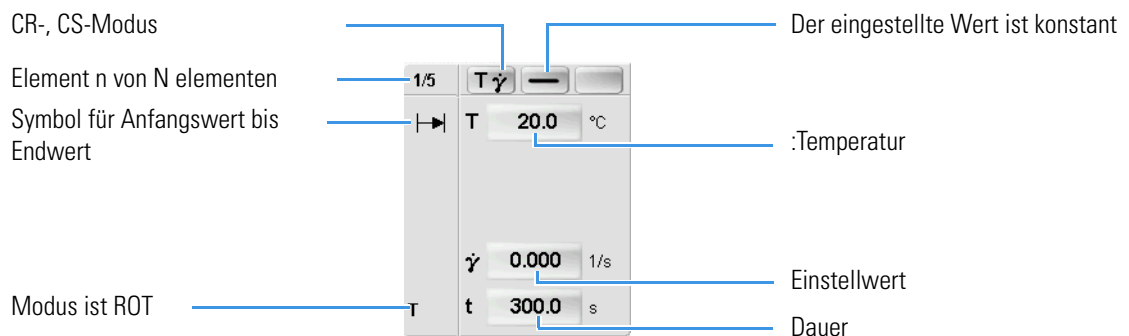 CR-, CS-Modus
Der eingestellte Wert ist konstant
Element n von N elementen
1/5
T γ̇
Symbol für Anfangswert bis
Endwert
T 20.0 °C
:Temperatur
γ̇ 0.000 1/s
Einstellwert
Modus ist ROT
T
t 300.0 s
Dauer